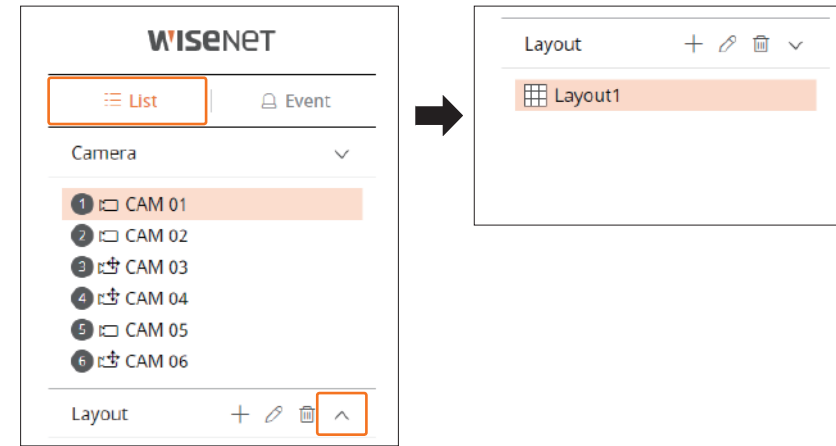 WISENET
List
Event
Camera
1 CAM 01
2 CAM 02
3 CAM 03
4 CAM 04
5 CAM 05
6 CAM 06
Layout
Layout
Layout1